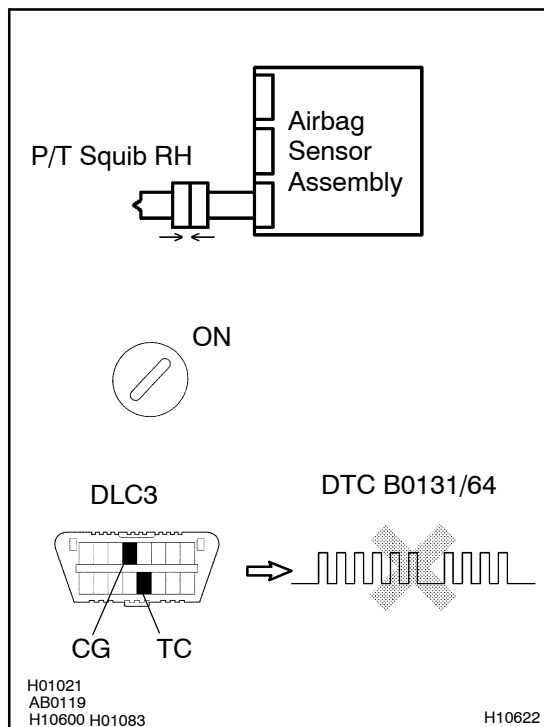 Airbag
Sensor
Assembly
P/T Squib RH
ON
DLC3
DTC B0131/64
CG TC
H01021
AB0119
H10600 H01083
H10622